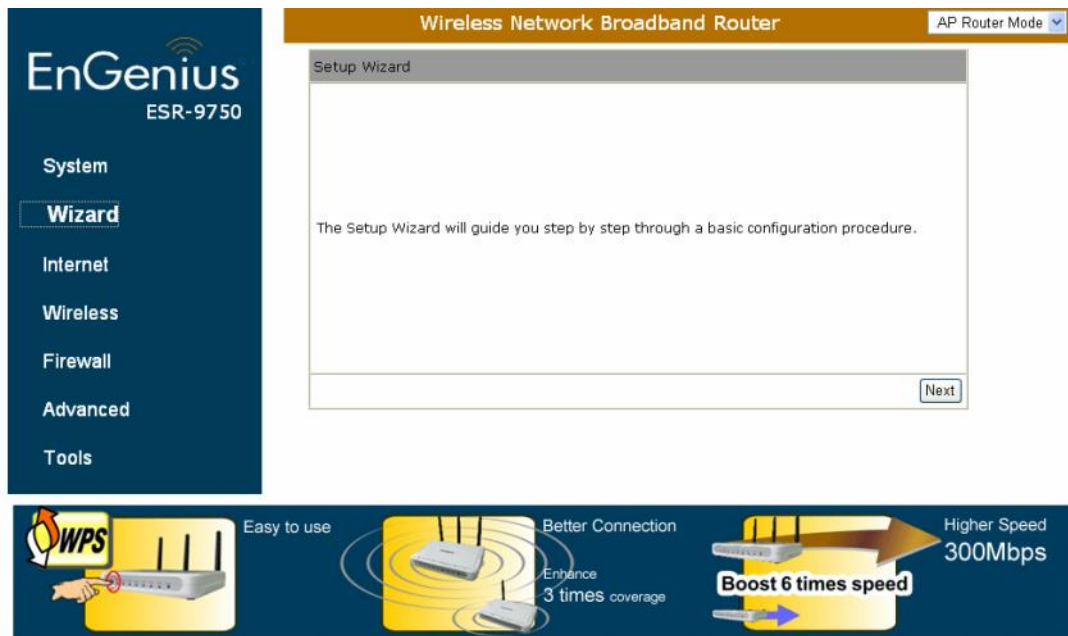 Wireless Network Broadband Router
AP Router Mode
EnGenius
ESR-9750
System
Wizard
Internet
Wireless
Firewall
Advanced
Tools
Setup Wizard
The Setup Wizard will guide you step by step through a basic configuration procedure.
Next
WPS
Easy to use
Better Connection
Enhance
3 times coverage
Boost 6 times speed
Higher Speed
300Mbps